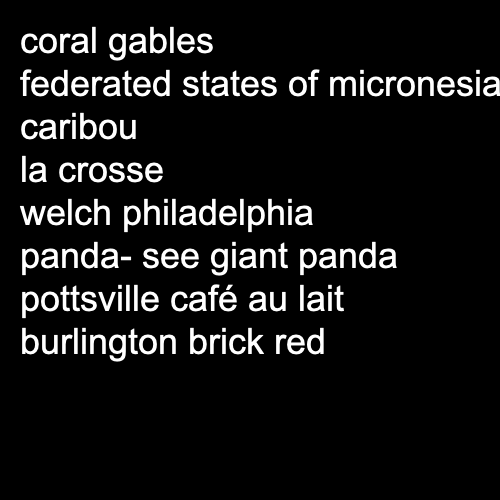 coral gables
federated states of micronesia
caribou
la crosse
welch philadelphia
panda- see giant panda
pottsville café au lait
burlington brick red